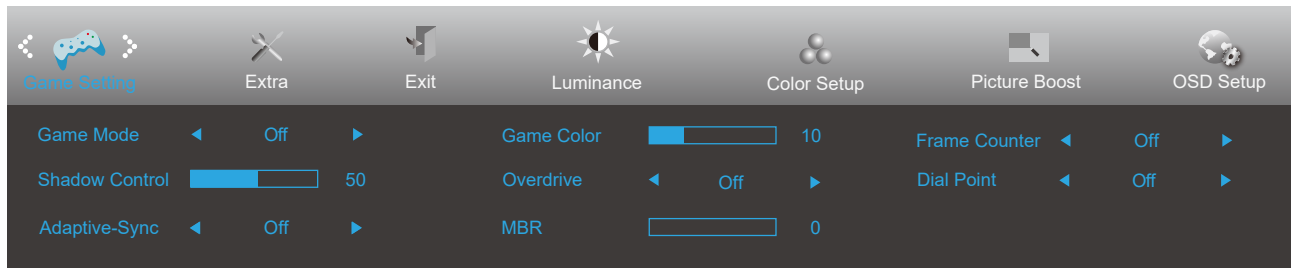 Game Setting Extra Exit Luminance Color Setup Picture Boost OSD Setup
Game Mode Off Game Color 10 Frame Counter Off
Shadow Control 50 Overdrive Off Dial Point Off
Adaptive-Sync Off MBR 0